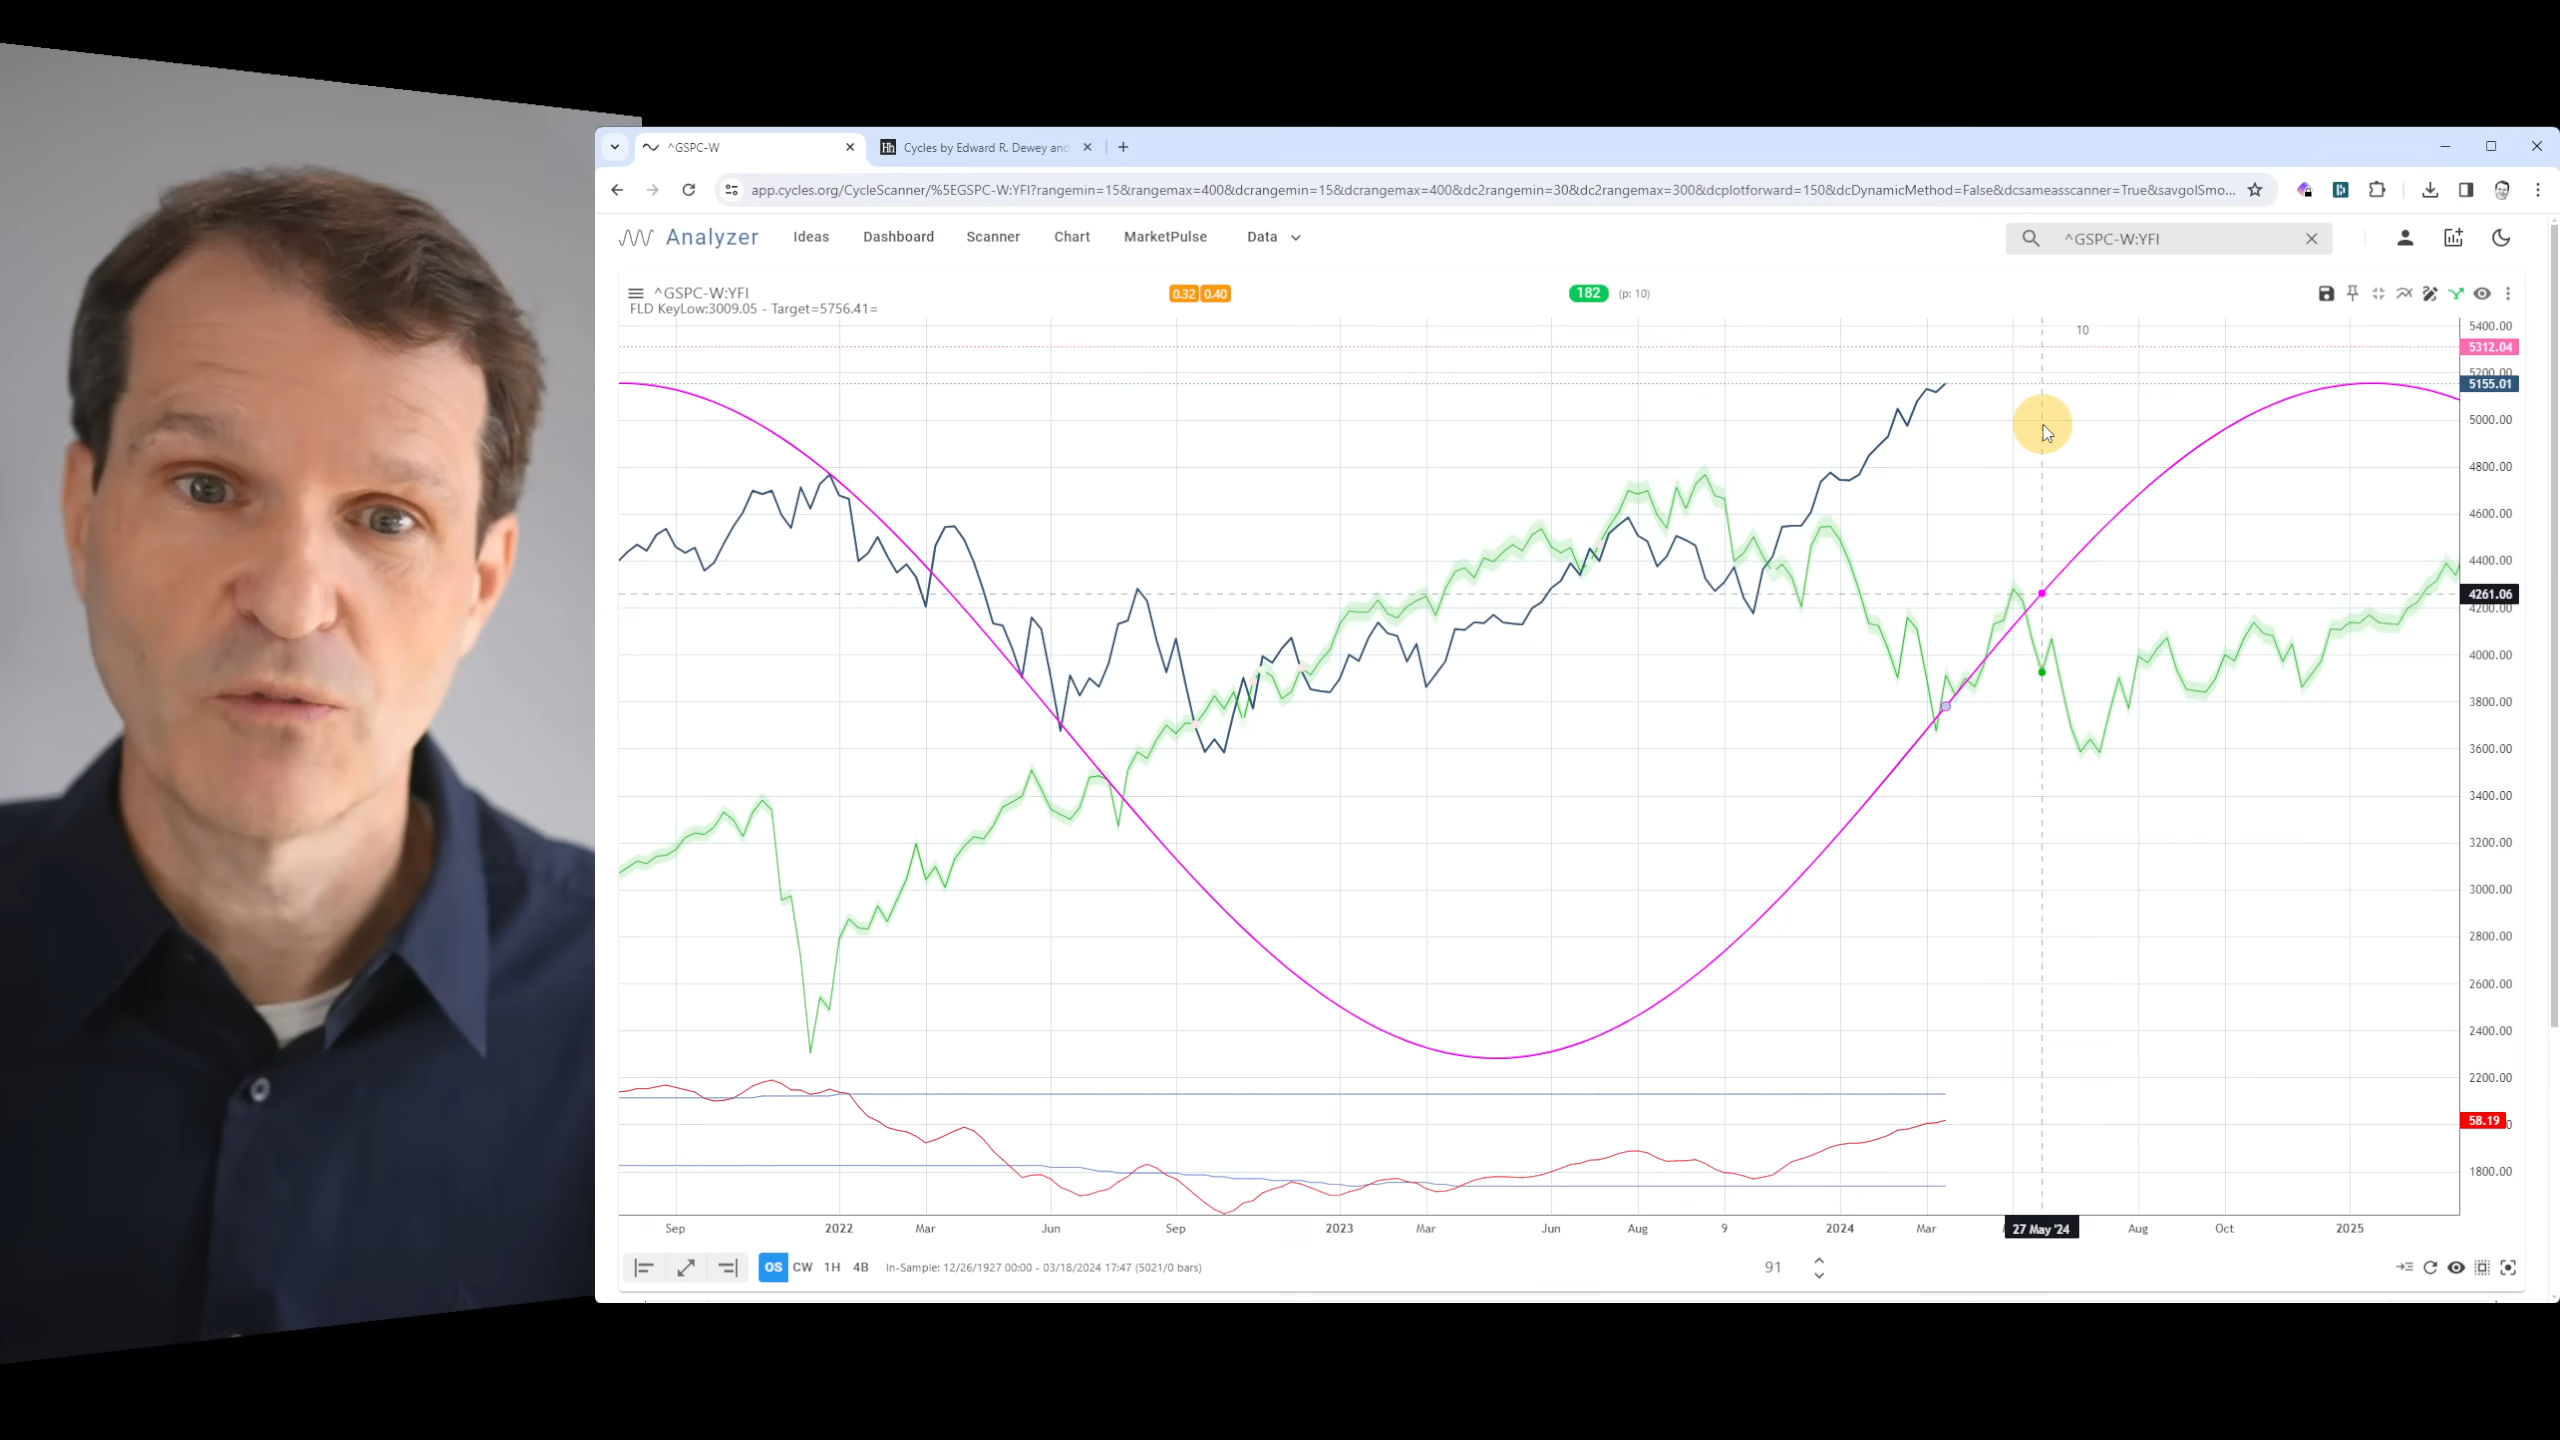 ^GSPC-W
Hh Cycles by Edward R. Dewey and
app.cycles.org/CycleScanner/%5EGSPC-W:YFI?rangemin=15&rangemax=400&dcrangemin=15&dcrangemax=400&dc2rangemin=30&dc2rangemax=300&dcplotforward=150&dcDynamicMethod=False&dcsameasscanner=True&savgolSmo...
Analyzer Ideas Dashboard Scanner Chart MarketPulse Data ^GSPC-W:YFI
^GSPC-W:YFI 0.32 0.40 182 (p: 10)
FLD KeyLow:3009.05 - Target=5756.41=
10
5400.00
5312.04
5200.00
5155.01
5000.00
4800.00
4600.00
4400.00
4261.06
4200.00
4000.00
3800.00
3600.00
3400.00
3200.00
3000.00
2800.00
2600.00
2400.00
2200.00
58.19
1800.00
Sep 2022 Mar Jun Sep 2023 Mar Jun Aug 9 2024 Mar 27 May '24 Aug Oct 2025
OS CW 1H 4B In-Sample: 12/26/1927 00:00 - 03/18/2024 17:47 (5021/0 bars) 91